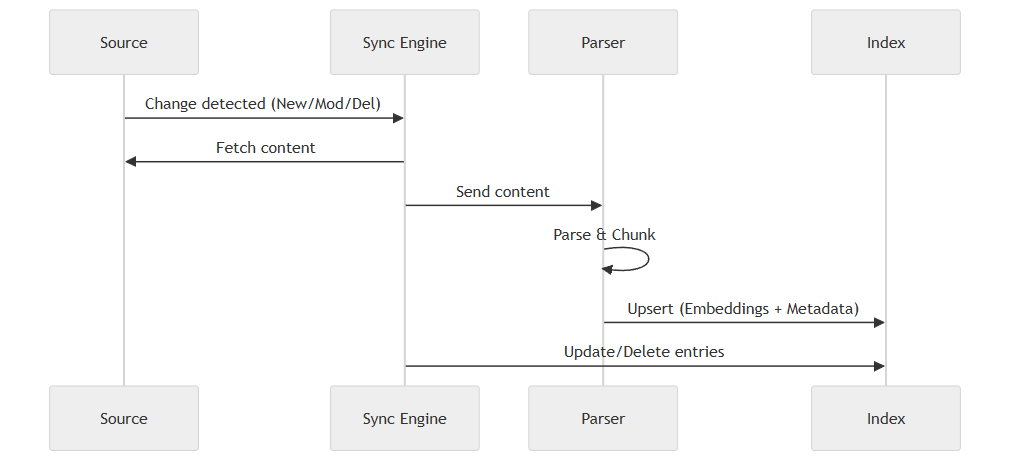 Source
Sync Engine
Parser
Index
Change detected (New/Mod/Del)
Fetch content
Send content
Parse & Chunk
Upsert (Embeddings + Metadata)
Update/Delete entries
Source
Sync Engine
Parser
Index